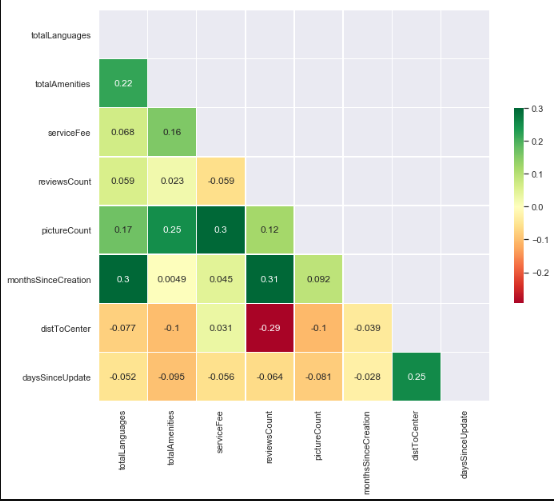 totalLanguages
totalAmenities 0.22
serviceFee 0.068 0.16
reviewsCount 0.059 0.023 -0.059
pictureCount 0.17 0.25 0.3 0.12
monthsSinceCreation 0.3 0.0049 0.045 0.31 0.092
distToCenter -0.077 -0.1 0.031 -0.29 -0.1 -0.039
daysSinceUpdate -0.052 -0.095 -0.056 -0.064 -0.081 -0.028 0.25
totalLanguages totalAmenities serviceFee reviewsCount pictureCount monthsSinceCreation distToCenter daysSinceUpdate
0.3
0.2
0.1
0.0
−0.1
−0.2